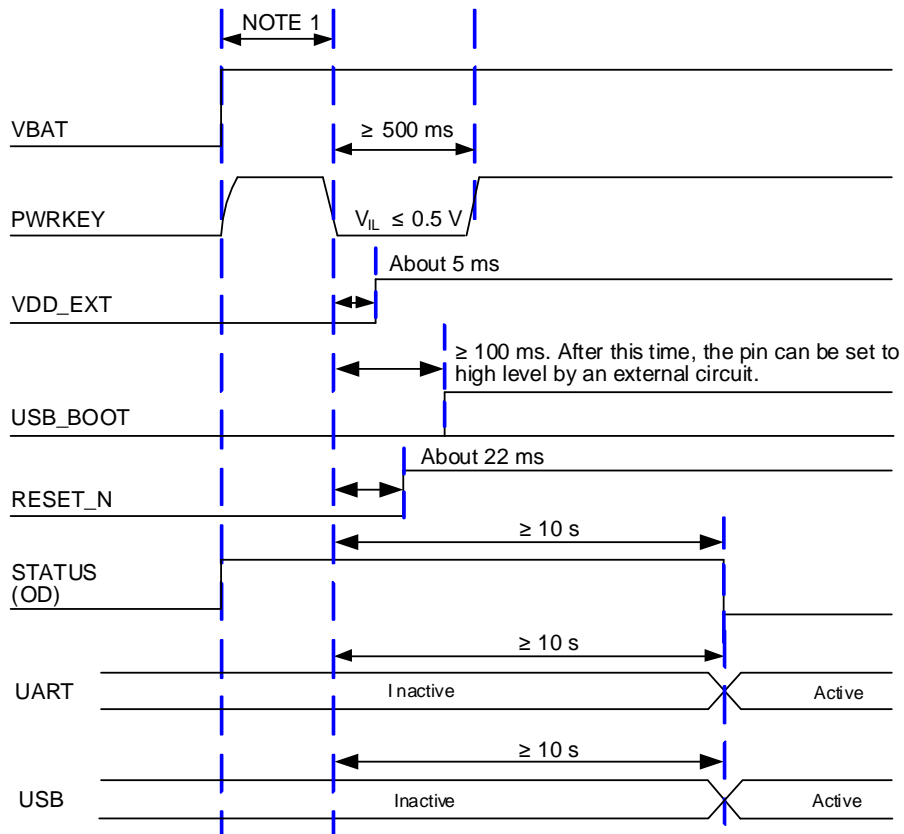 NOTE 1
VBAT
≥ 500 ms
PWRKEY
VIL ≤ 0.5 V
About 5 ms
VDD_EXT
≥ 100 ms. After this time, the pin can be set to
high level by an external circuit.
USB_BOOT
About 22 ms
RESET_N
≥ 10 s
STATUS
(OD)
≥ 10 s
UART
Inactive
Active
≥ 10 s
USB
Inactive
Active